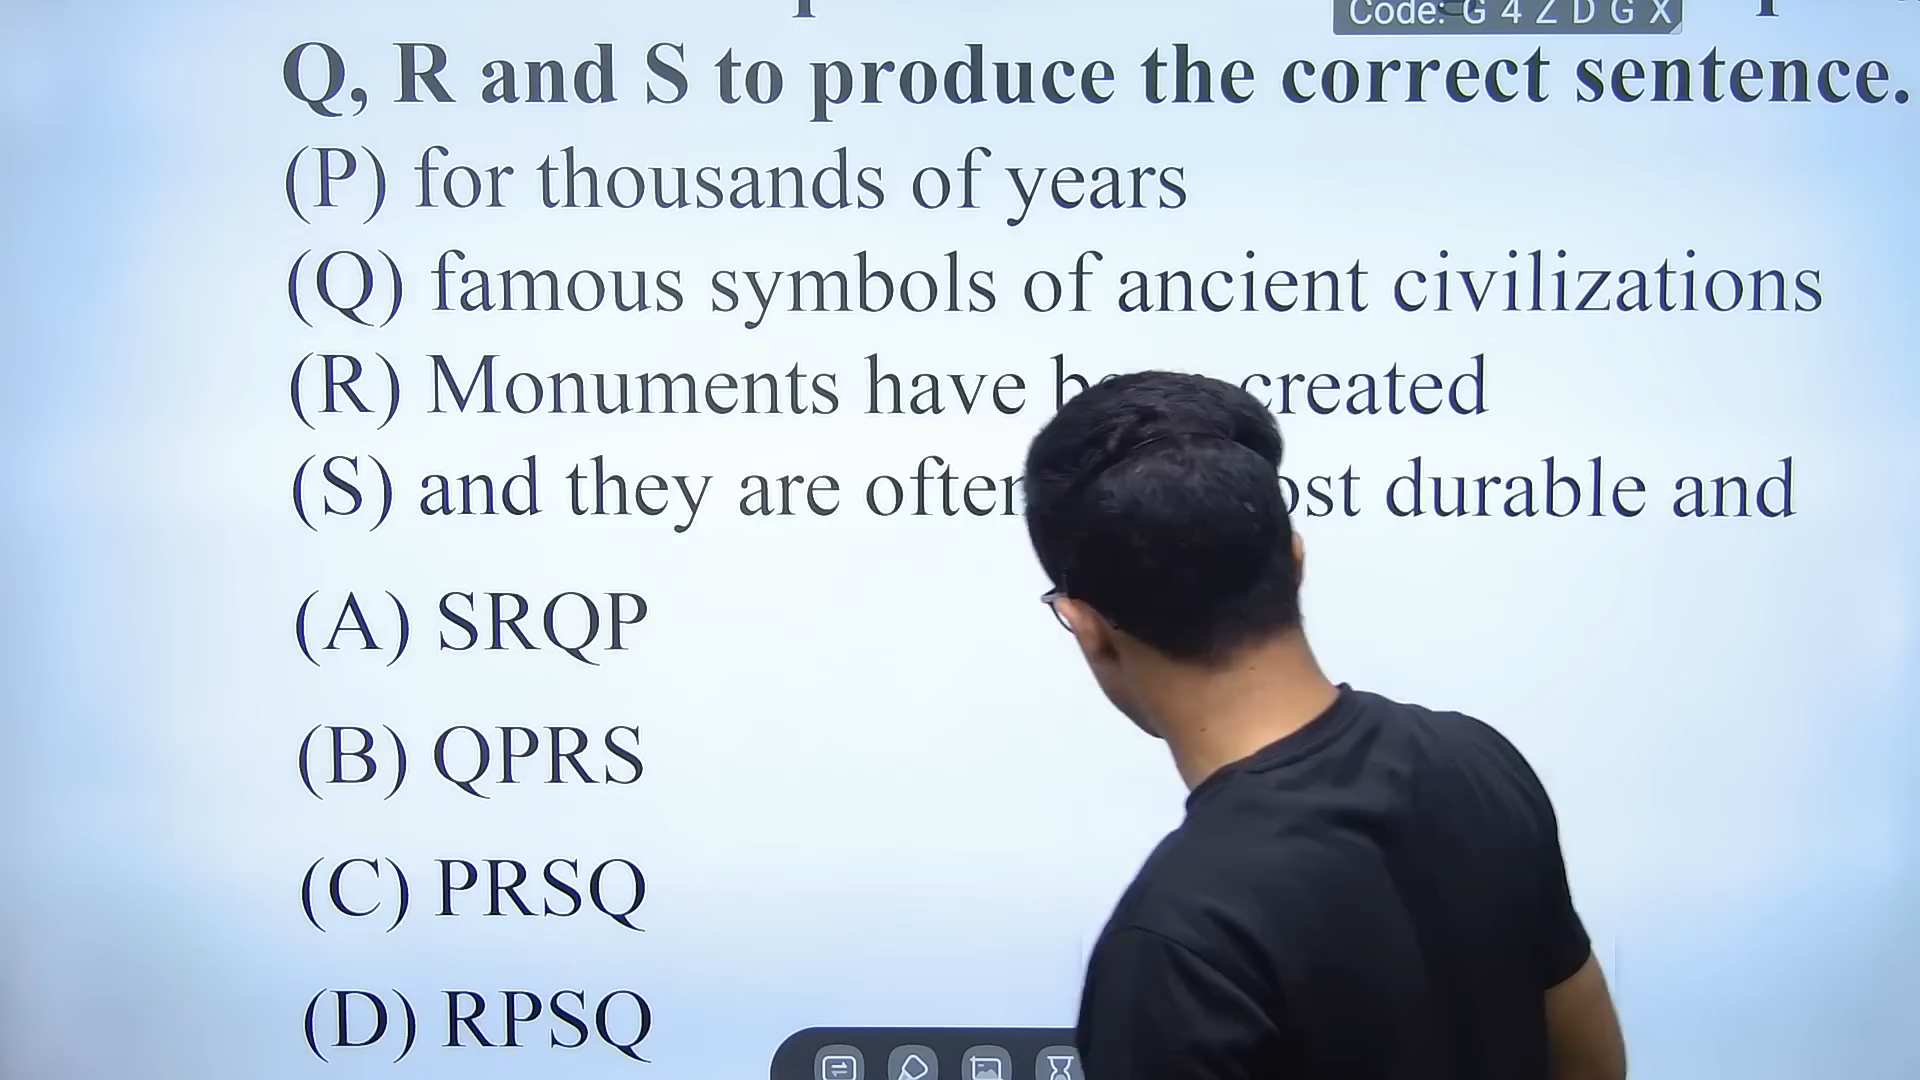 Code: G 4 Z D G X
Q, R and S to produce the correct sentence.
(P) for thousands of years
(Q) famous symbols of ancient civilizations
(R) Monuments have created
(S) and they are often durable and
(A) SRQP
(B) QPRS
(C) PRSQ
(D) RPSQ